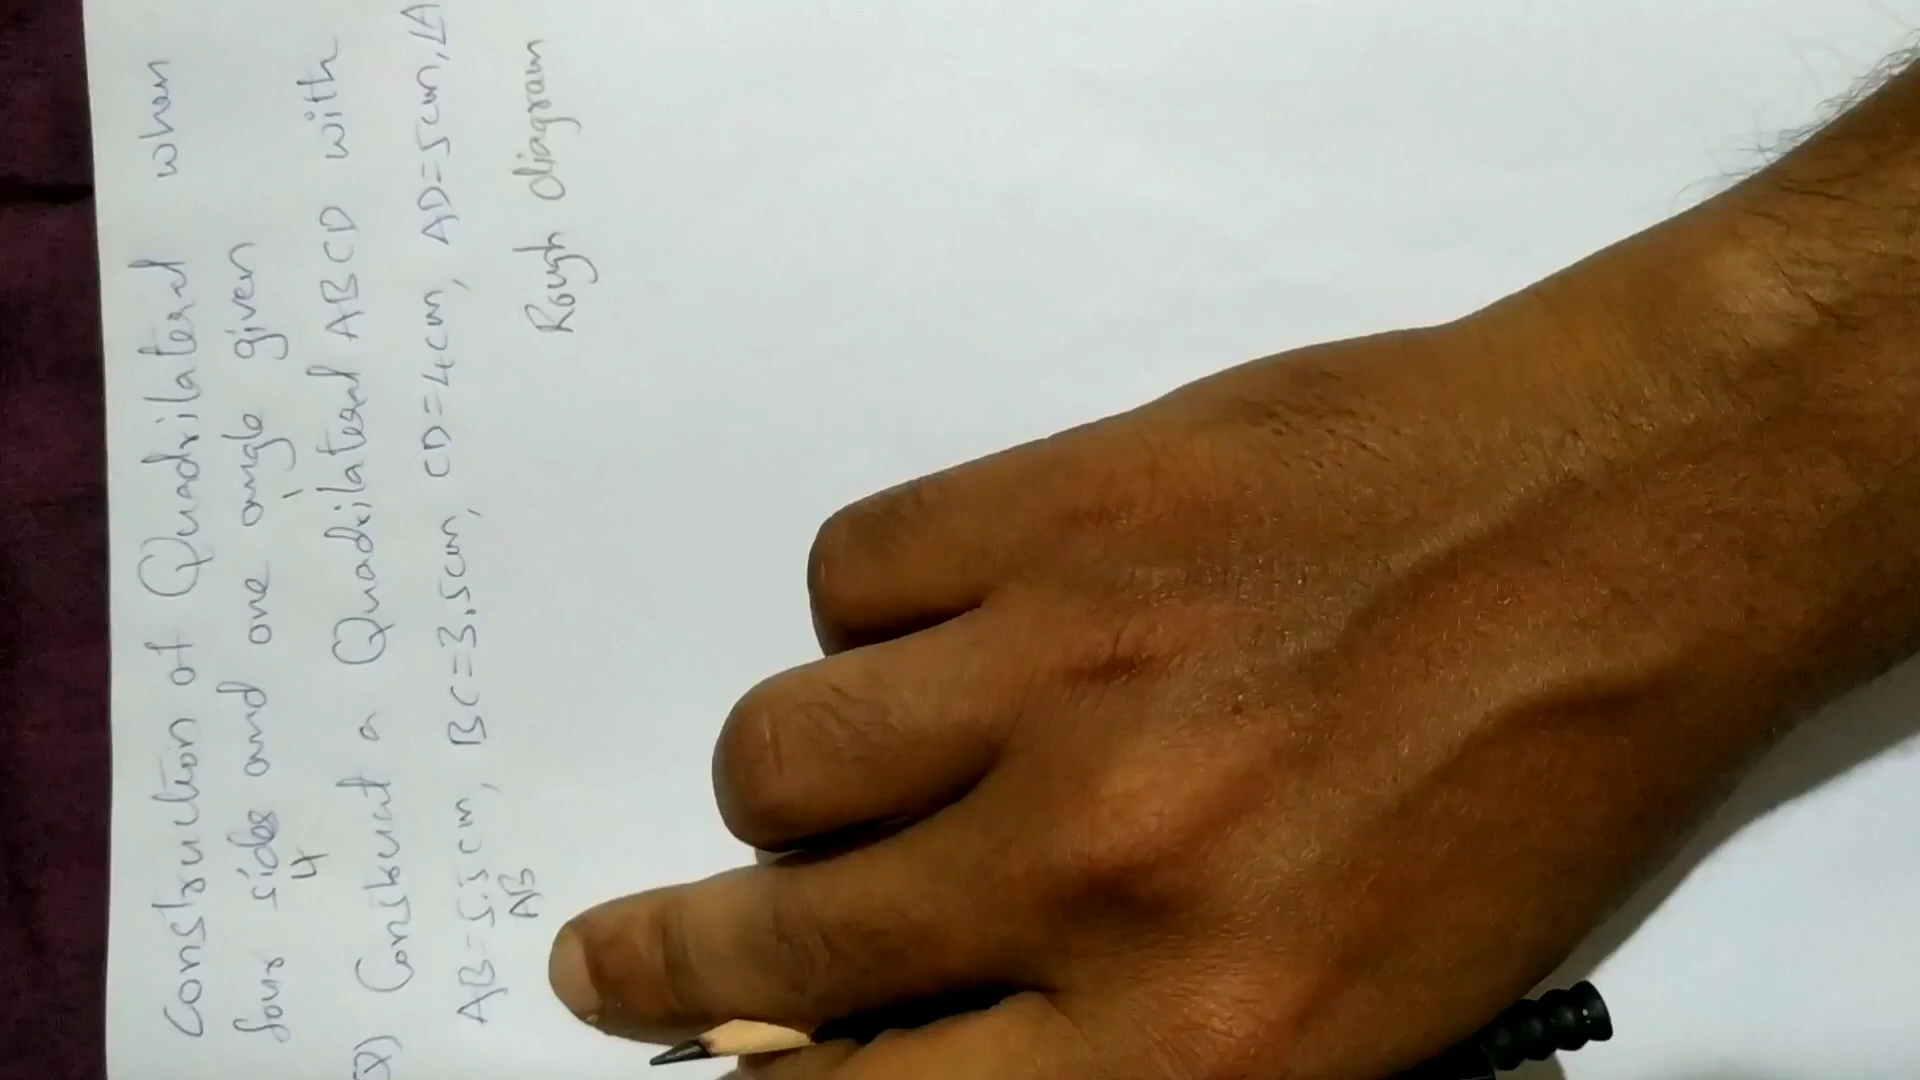 Construction of Quadrilateral when
four sides and one angle given
4 1
Q) Constuct a Quadrilateral ABCD with
AB=5.5cm, BC=3.5cm, CD=4cm, AD=5cm, ∠A
AB
Rough diagram